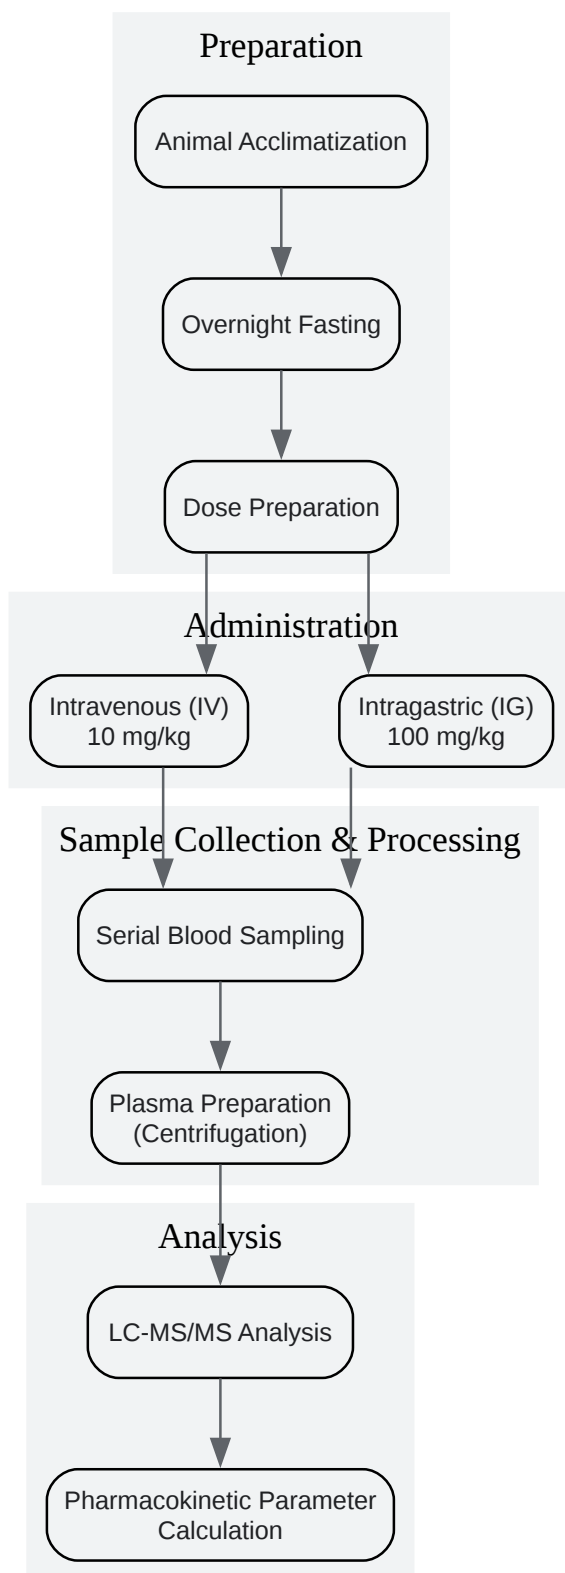 Preparation
Animal Acclimatization
Overnight Fasting
Dose Preparation
Administration
Intravenous (IV)
10 mg/kg
Intragastric (IG)
100 mg/kg
Sample Collection & Processing
Serial Blood Sampling
Plasma Preparation
(Centrifugation)
Analysis
LC-MS/MS Analysis
Pharmacokinetic Parameter
Calculation